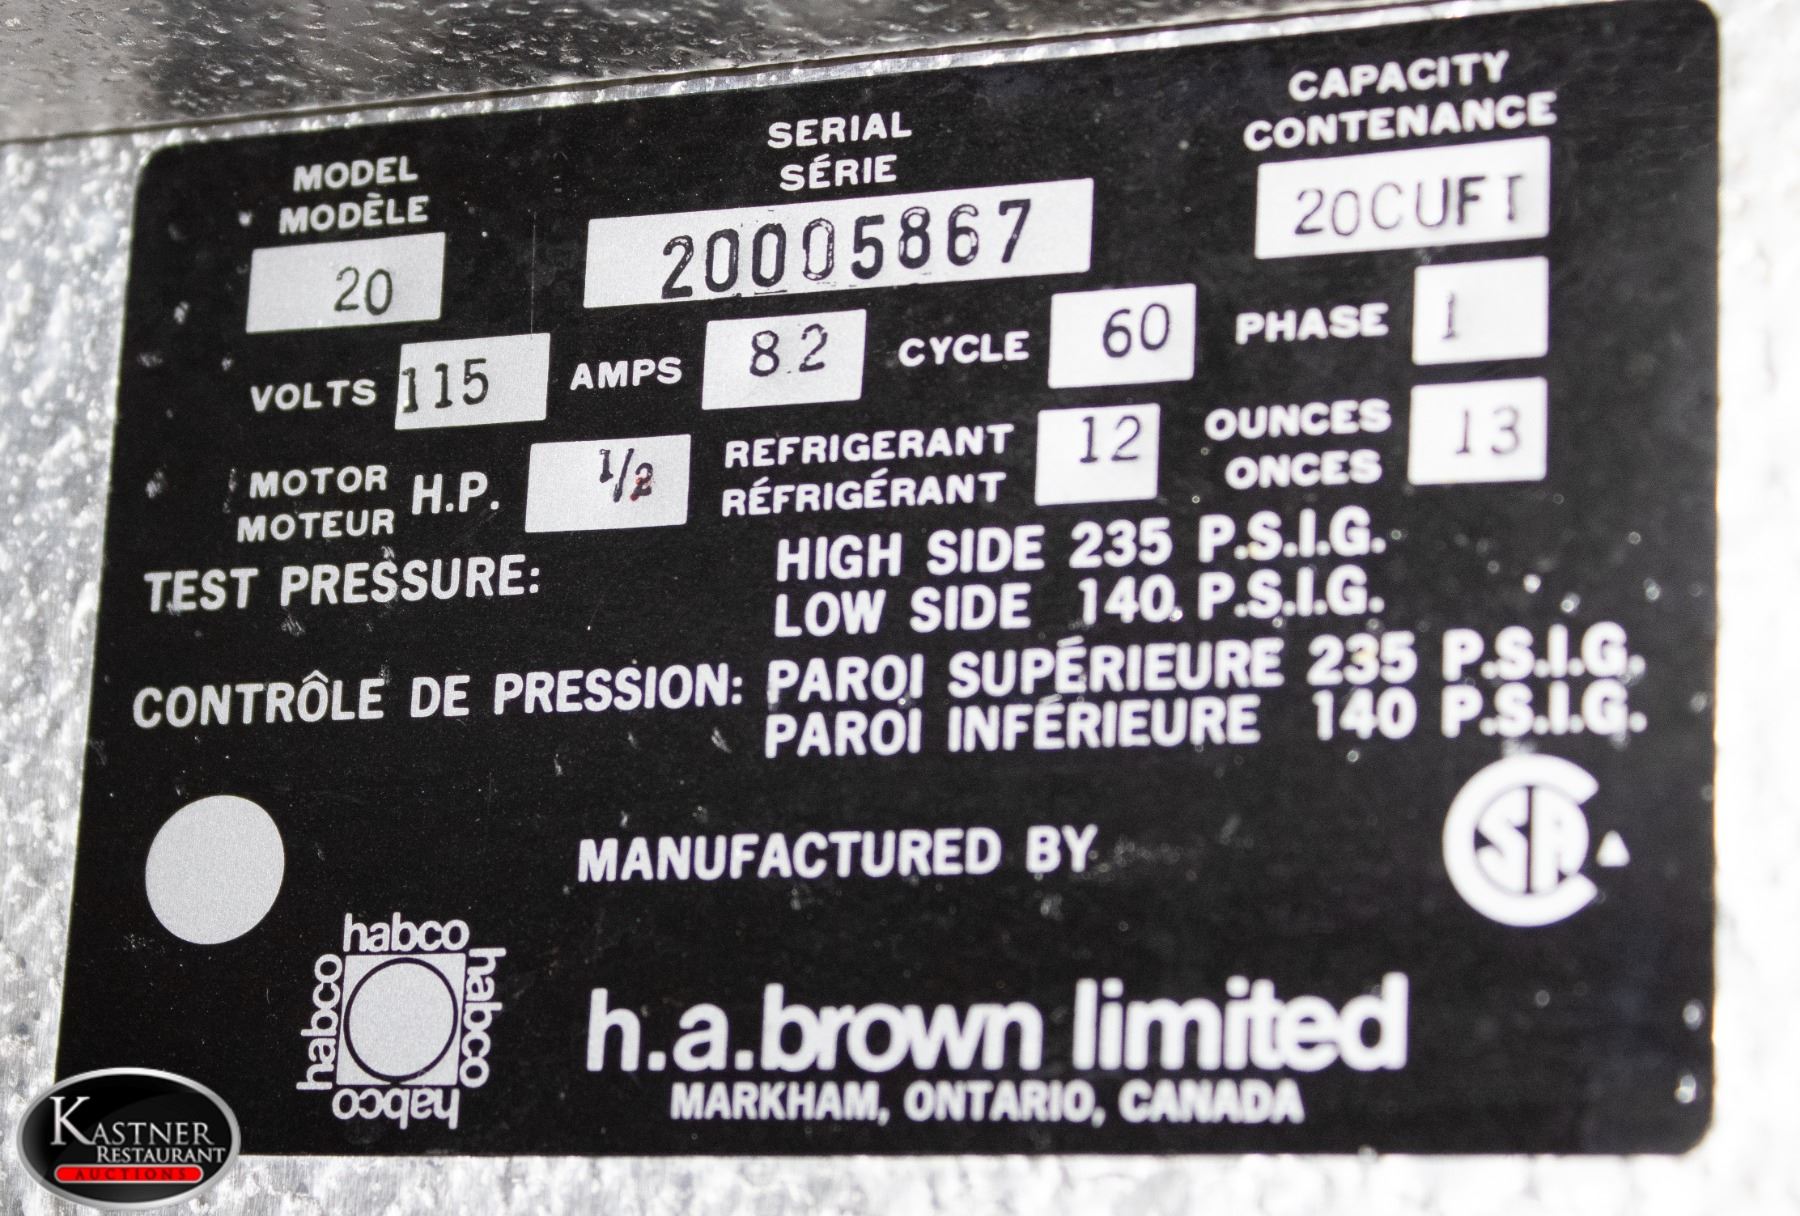 MODEL
MODÈLE
20
SERIAL
SÉRIE
20005867
CAPACITY
CONTENANCE
20CUFT
VOLTS 115 AMPS 8.2 CYCLE 60 PHASE 1
MOTOR
MOTEUR
H.P. 1/2
REFRIGERANT
RÉFRIGÉRANT
12
OUNCES
ONCES
13
TEST PRESSURE:
HIGH SIDE 235 P.S.I.G.
LOW SIDE 140. P.S.I.G.
CONTRÔLE DE PRESSION:
PAROI SUPÉRIEURE 235 P.S.I.G.
PAROI INFÉRIEURE 140 P.S.I.G.
MANUFACTURED BY
CSA
habco
habco
habco
habco
h.a.brown limited
MARKHAM, ONTARIO, CANADA
KASTNER
RESTAURANT
AUCTIONS